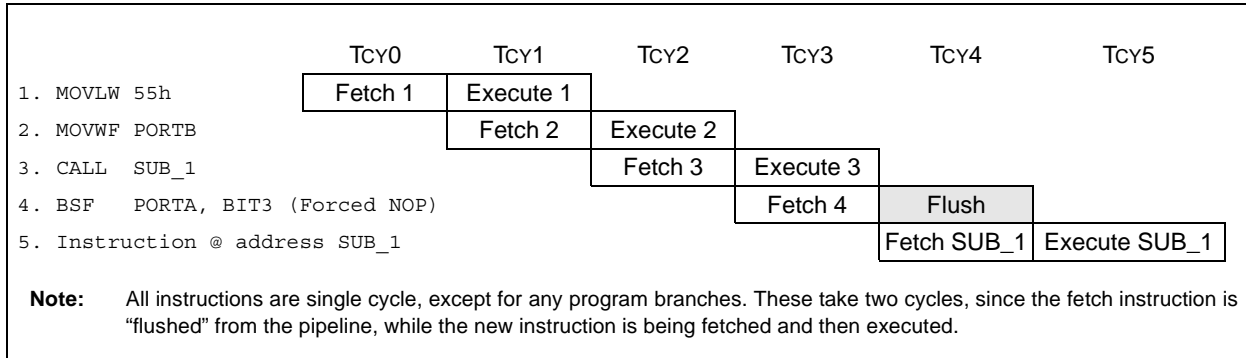 TCY0 TCY1 TCY2 TCY3 TCY4 TCY5
1. MOVLW 55h Fetch 1 Execute 1
2. MOVWF PORTB Fetch 2 Execute 2
3. CALL SUB_1 Fetch 3 Execute 3
4. BSF PORTA, BIT3 (Forced NOP) Fetch 4 Flush
5. Instruction @ address SUB_1 Fetch SUB_1 Execute SUB_1
Note: All instructions are single cycle, except for any program branches. These take two cycles, since the fetch instruction is
“flushed” from the pipeline, while the new instruction is being fetched and then executed.